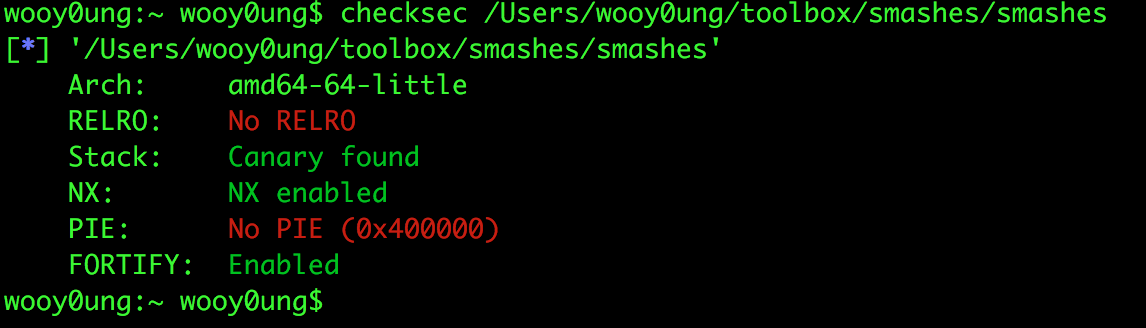 wooy0ung:~ wooy0ung$ checksec /Users/wooy0ung/toolbox/smashes/smashes
[*] '/Users/wooy0ung/toolbox/smashes/smashes'
    Arch:     amd64-64-little
    RELRO:    No RELRO
    Stack:    Canary found
    NX:       NX enabled
    PIE:      No PIE (0x400000)
    FORTIFY:  Enabled
wooy0ung:~ wooy0ung$